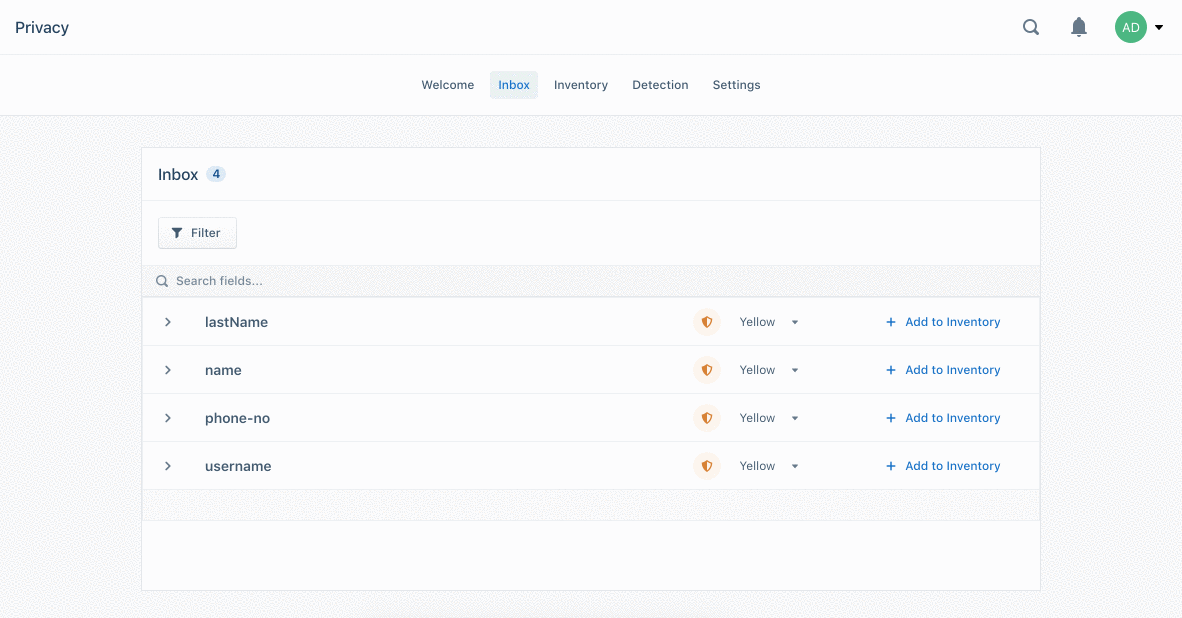 Privacy
AD
Welcome Inbox Inventory Detection Settings
Inbox 4
Filter
Search fields...
lastName Yellow + Add to Inventory
name Yellow + Add to Inventory
phone-no Yellow + Add to Inventory
username Yellow + Add to Inventory